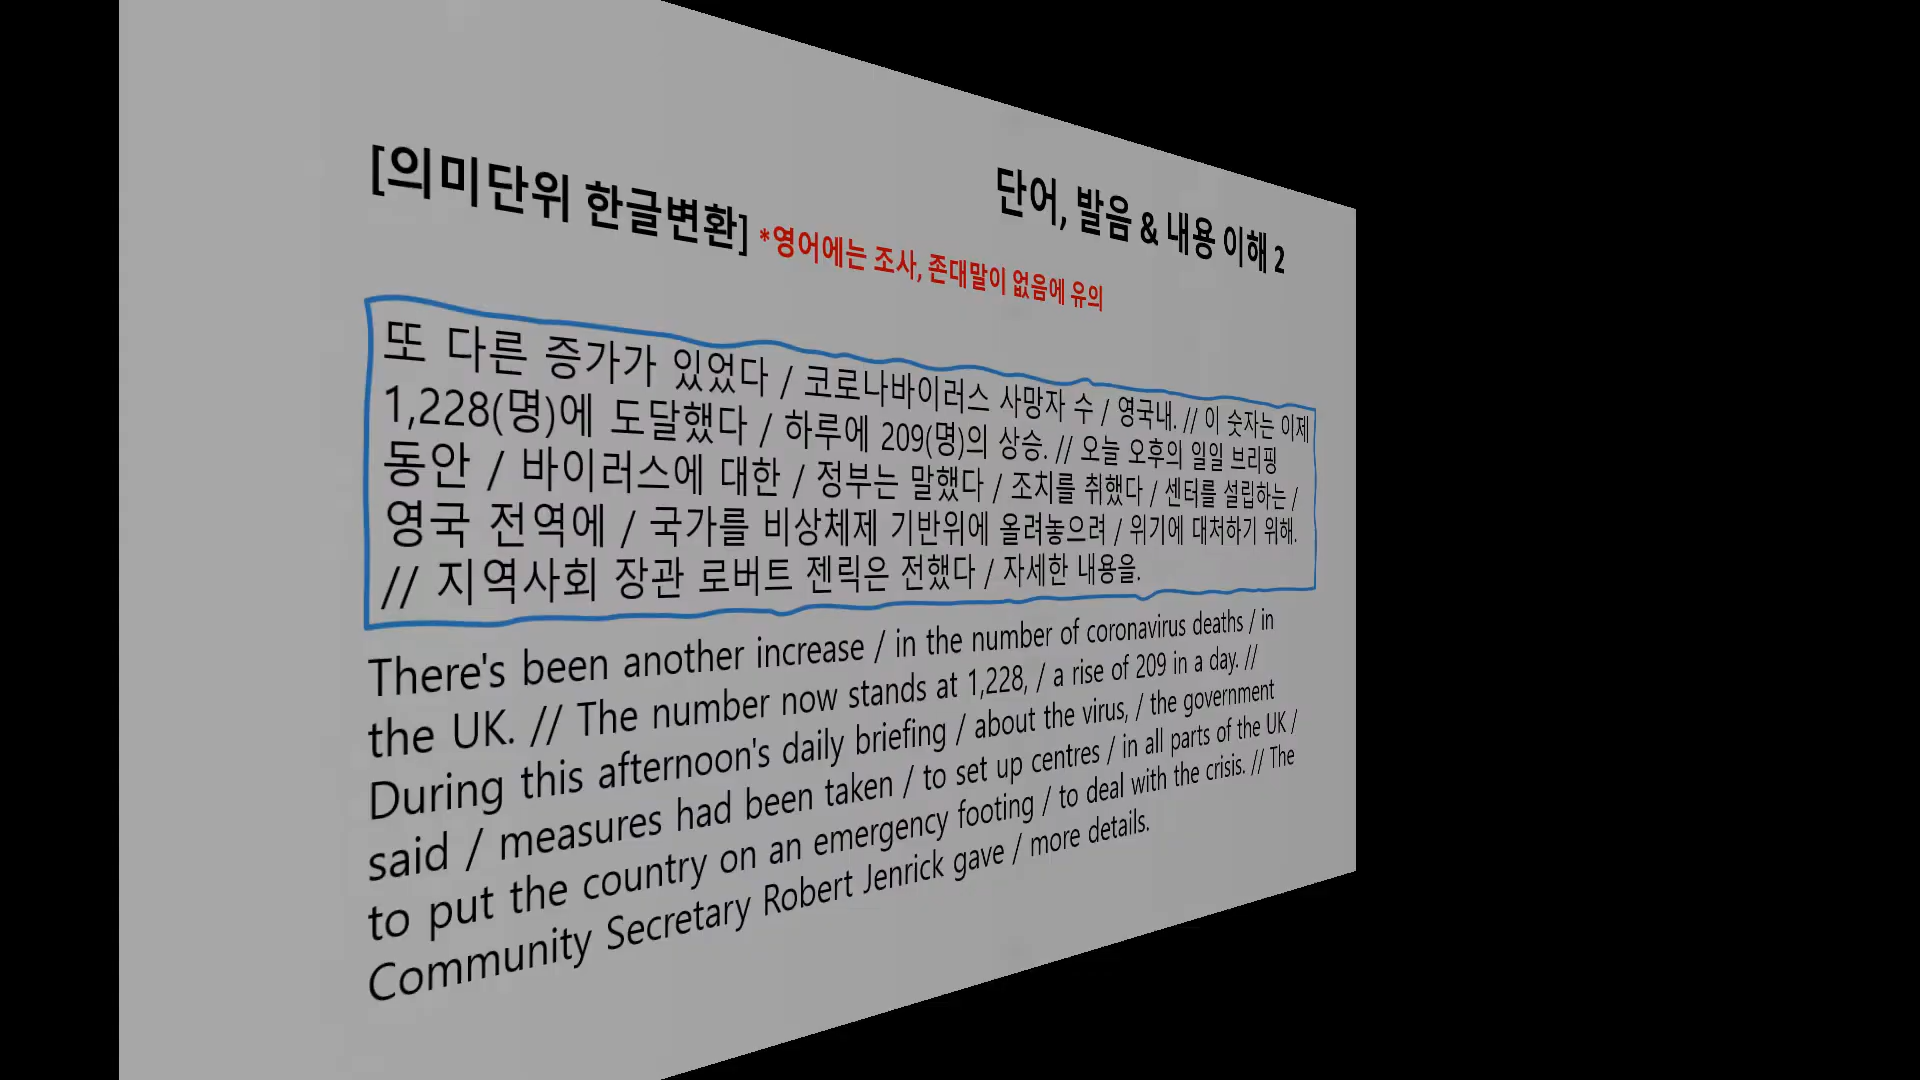 단어, 발음 & 내용 이해 2
[의미단위 한글변환] *영어에는 조사, 존대말이 없음에 유의
또 다른 증가가 있었다 / 코로나바이러스 사망자 수 / 영국내. // 이 숫자는 이제
1,228(명)에 도달했다 / 하루에 209(명)의 상승. // 오늘 오후의 일일 브리핑
동안 / 바이러스에 대한 / 정부는 말했다 / 조치를 취했다 / 센터를 설립하는 /
영국 전역에 / 국가를 비상체제 기반위에 올려놓으려 / 위기에 대처하기 위해.
// 지역사회 장관 로버트 젠릭은 전했다 / 자세한 내용을.
There's been another increase / in the number of coronavirus deaths / in
the UK. // The number now stands at 1,228, / a rise of 209 in a day. //
During this afternoon's daily briefing / about the virus, / the government
said / measures had been taken / to set up centres / in all parts of the UK /
to put the country on an emergency footing / to deal with the crisis. // The
Community Secretary Robert Jenrick gave / more details.